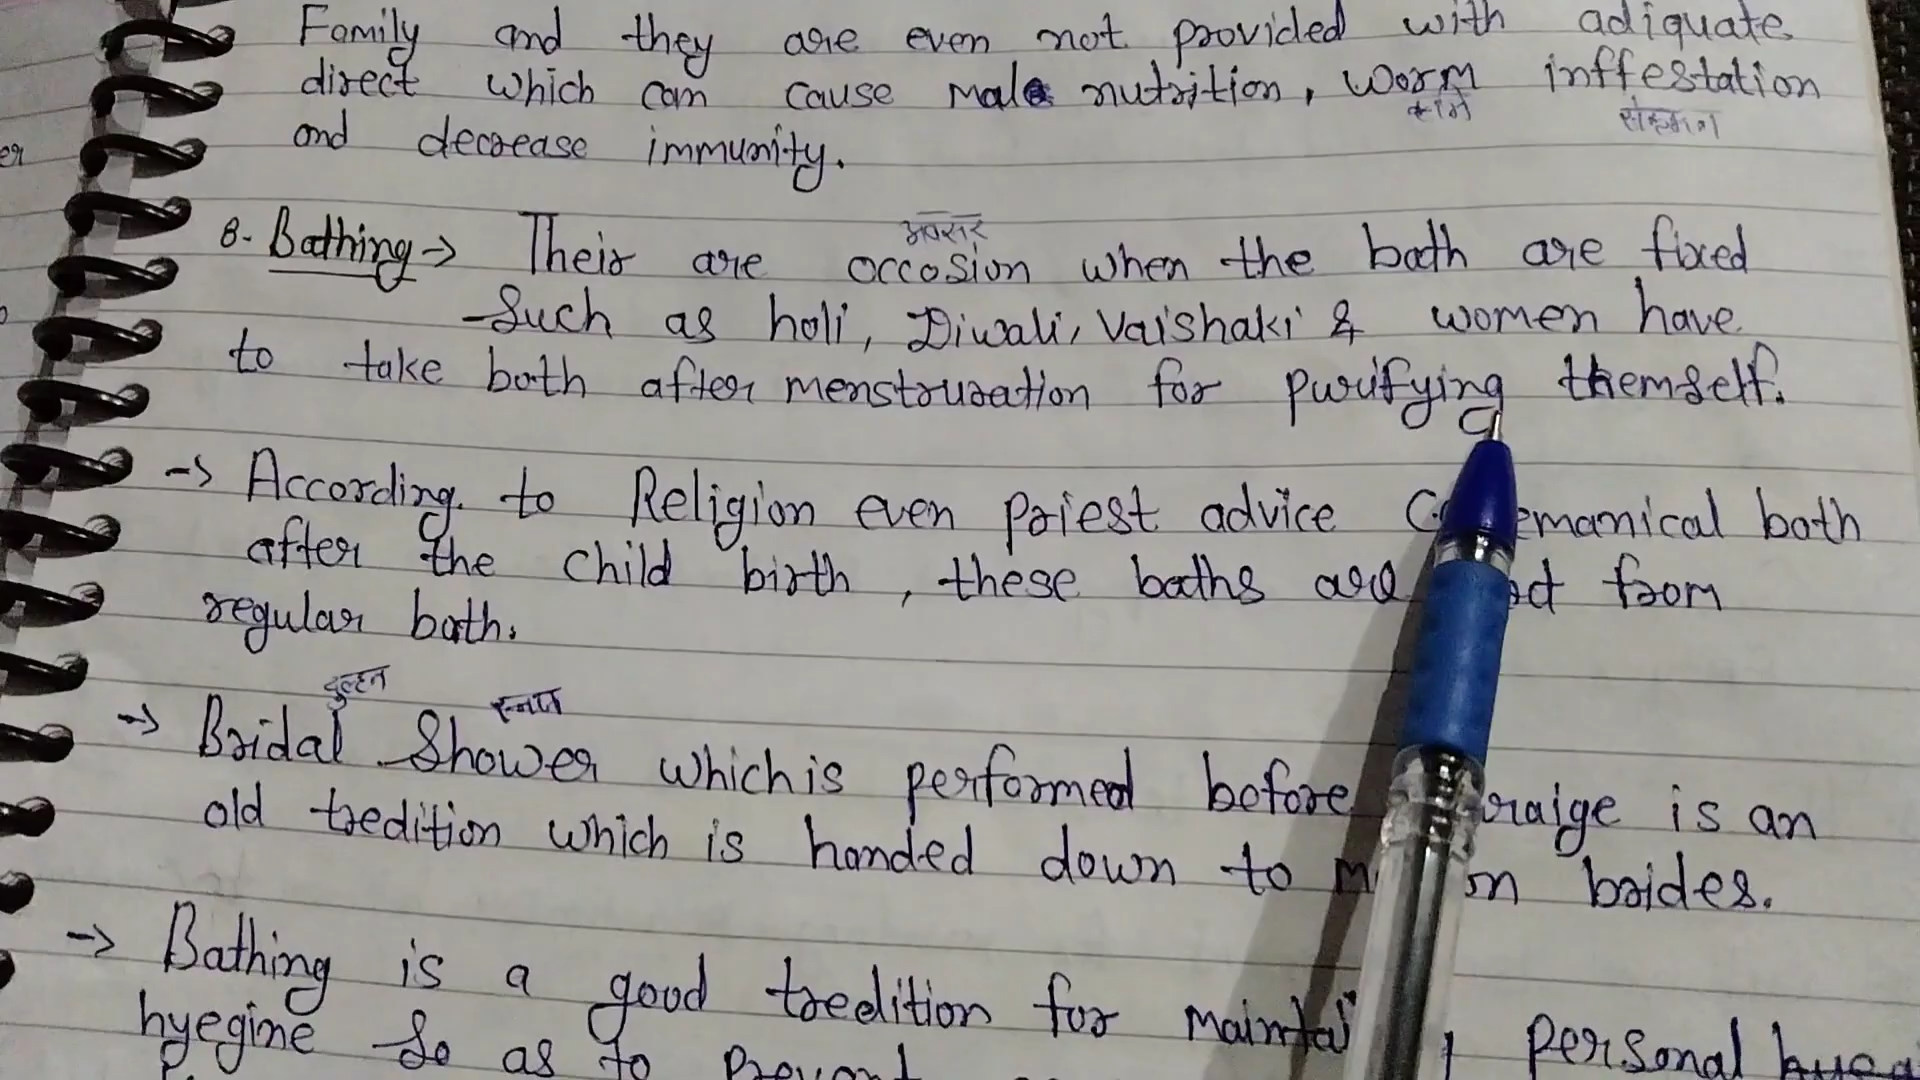 Family and they are even not provided with adiquate
direct which can cause male nutrition, worm inffestation
and decrease immunity.
अवसर
8. Bathing → Their are occosion when the bath are fixed
Such as holi, Diwali, Vaishaki & women have
to take bath after menstruration for purifying themself.
→ According to Religion even priest advice bath
after the child birth, these baths are from
regular bath.
दुल्हन
→ Bridal Shower which is performed before is an
old tredition which is handed down to brides.
→ Bathing is a good tredition for personal
hyegine So as to